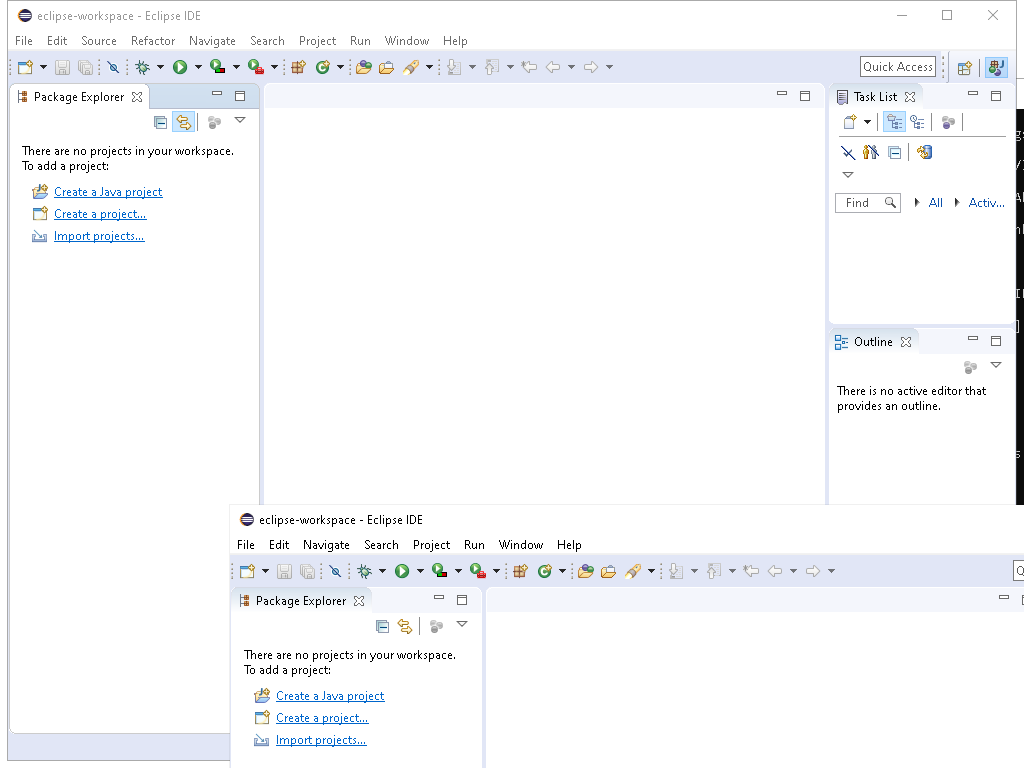 eclipse-workspace - Eclipse IDE
File Edit Source Refactor Navigate Search Project Run Window Help
Quick Access
Package Explorer
There are no projects in your workspace.
To add a project:
Create a Java project
Create a project...
Import projects...
Task List
Find All Activ...
Outline
There is no active editor that
provides an outline.
eclipse-workspace - Eclipse IDE
File Edit Navigate Search Project Run Window Help
Package Explorer
There are no projects in your workspace.
To add a project:
Create a Java project
Create a project...
Import projects...